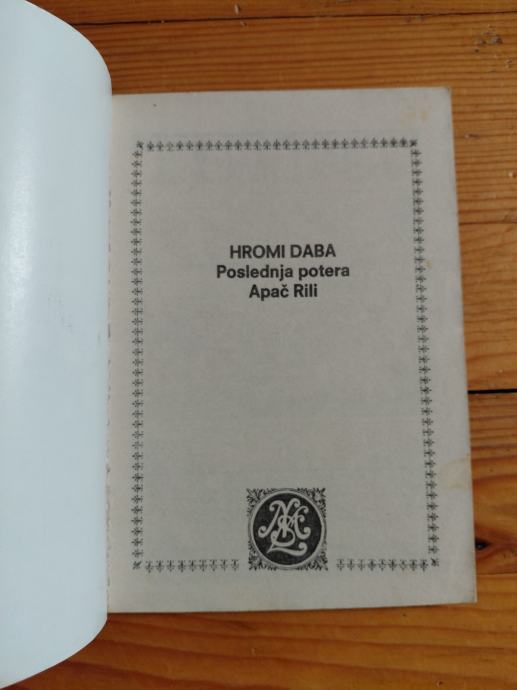 HROMI DABA
Poslednja potera
Apač Rili